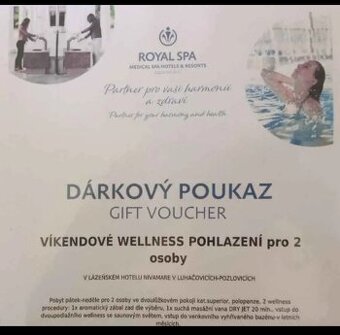 ROYAL SPA
MEDICAL SPA HOTELS & RESORTS
Partner pro vaši harmonii
a zdraví
Partner for your harmony and health
DÁRKOVÝ POUKAZ
GIFT VOUCHER
VÍKENDOVÉ WELLNESS POHLAZENÍ pro 2
osoby
V LÁZEŇSKÉM HOTELU NIVAMARE V LUHAČOVICÍCH-POZLOVICÍCH
Pobyt pátek-neděle pro 2 osoby ve dvoulůžkovém pokoji kat.superior, polopenze, 2 wellness
procedury: 1x aromatický zábal zad dle výběru, 1x suchá masážní vana DRY JET 20 min., vstup do
dvoupodlažního wellness se saunovým světem, vstup do venkovního vyhřívaného bazénu-v letních
měsících.